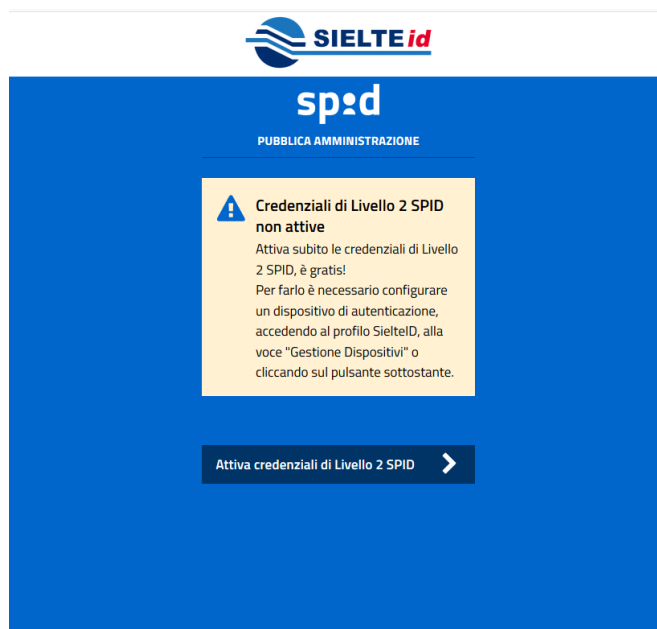 SIELTE id
spid
PUBBLICA AMMINISTRAZIONE
Credenziali di Livello 2 SPID
non attive
Attiva subito le credenziali di Livello
2 SPID, è gratis!
Per farlo è necessario configurare
un dispositivo di autenticazione,
accedendo al profilo SielteID, alla
voce "Gestione Dispositivi" o
cliccando sul pulsante sottostante.
Attiva credenziali di Livello 2 SPID